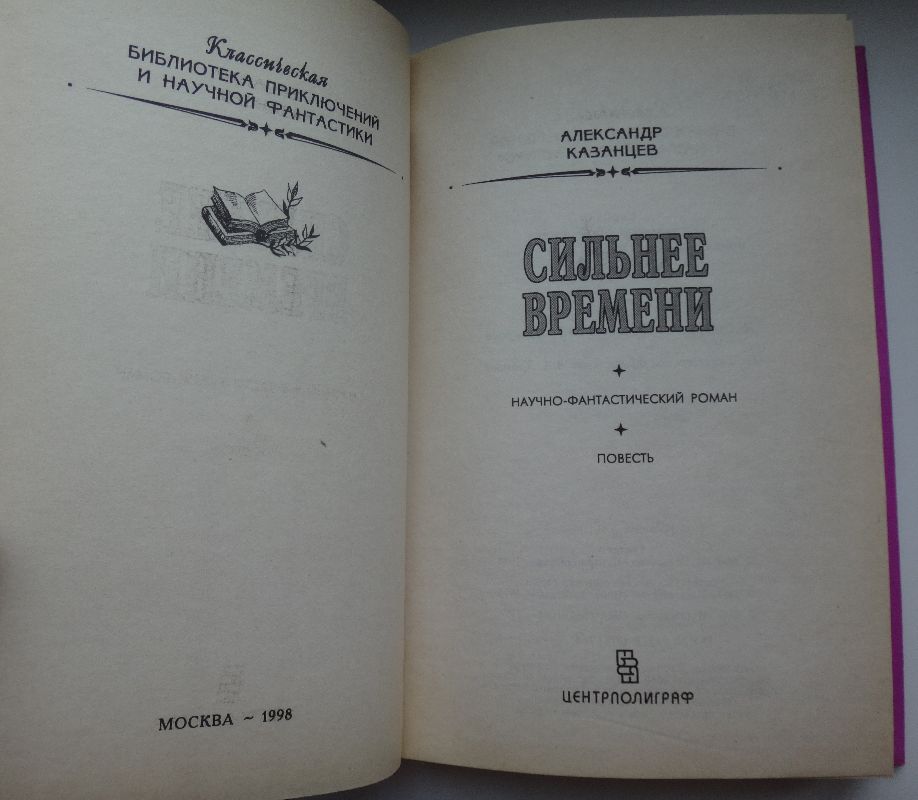 Классическая
БИБЛИОТЕКА ПРИКЛЮЧЕНИЙ
И НАУЧНОЙ ФАНТАСТИКИ
МОСКВА ~ 1998
АЛЕКСАНДР
КАЗАНЦЕВ
СИЛЬНЕЕ
ВРЕМЕНИ
НАУЧНО-ФАНТАСТИЧЕСКИЙ РОМАН
ПОВЕСТЬ
ЦЕНТРПОЛИГРАФ